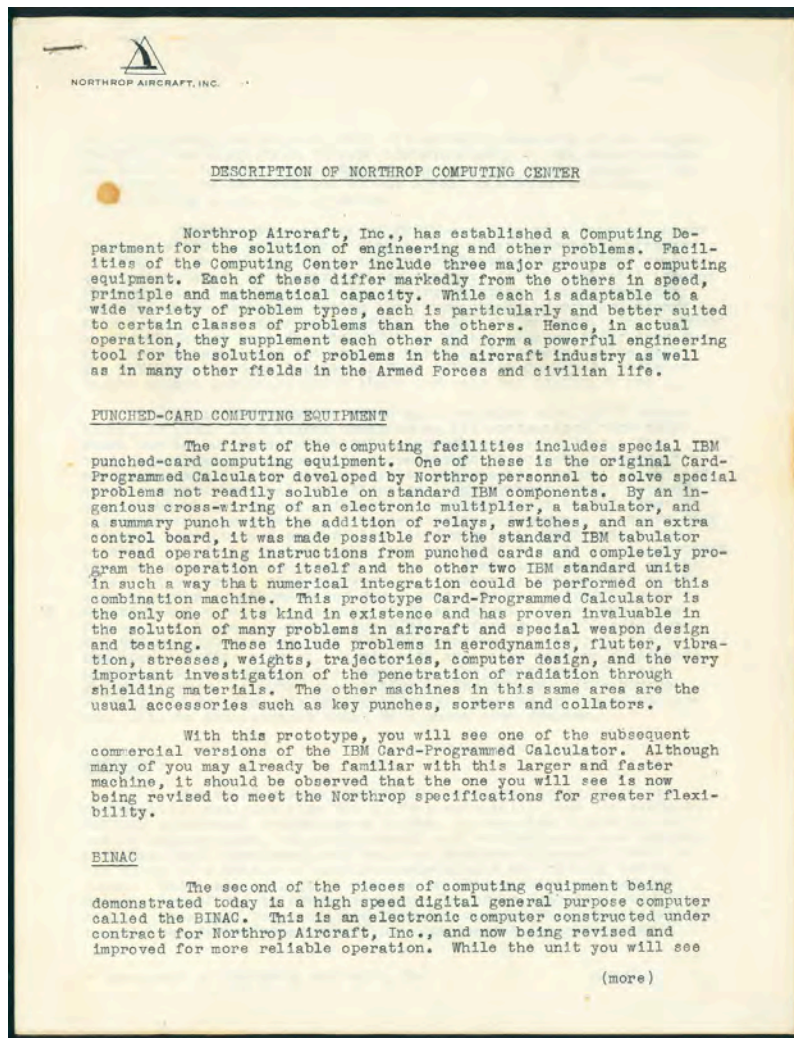 NORTHROP AIRCRAFT, INC.
DESCRIPTION OF NORTHROP COMPUTING CENTER
Northrop Aircraft, Inc., has established a Computing De-
partment for the solution of engineering and other problems. Facil-
ities of the Computing Center include three major groups of computing
equipment. Each of these differ markedly from the others in speed,
principle and mathematical capacity. While each is adaptable to a
wide variety of problem types, each is particularly and better suited
to certain classes of problems than the others. Hence, in actual
operation, they supplement each other and form a powerful engineering
tool for the solution of problems in the aircraft industry as well
as in many other fields in the Armed Forces and civilian life.
PUNCHED-CARD COMPUTING EQUIPMENT
The first of the computing facilities includes special IBM
punched-card computing equipment. One of these is the original Card-
Programmed Calculator developed by Northrop personnel to solve special
problems not readily soluble on standard IBM components. By an in-
genious cross-wiring of an electronic multiplier, a tabulator, and
a summary punch with the addition of relays, switches, and an extra
control board, it was made possible for the standard IBM tabulator
to read operating instructions from punched cards and completely pro-
gram the operation of itself and the other two IBM standard units
in such a way that numerical integration could be performed on this
combination machine. This prototype Card-Programmed Calculator is
the only one of its kind in existence and has proven invaluable in
the solution of many problems in aircraft and special weapon design
and testing. These include problems in aerodynamics, flutter, vibra-
tion, stresses, weights, trajectories, computer design, and the very
important investigation of the penetration of radiation through
shielding materials. The other machines in this same area are the
usual accessories such as key punches, sorters and collators.
With this prototype, you will see one of the subsequent
commercial versions of the IBM Card-Programmed Calculator. Although
many of you may already be familiar with this larger and faster
machine, it should be observed that the one you will see is now
being revised to meet the Northrop specifications for greater flexi-
bility.
BINAC
The second of the pieces of computing equipment being
demonstrated today is a high speed digital general purpose computer
called the BINAC. This is an electronic computer constructed under
contract for Northrop Aircraft, Inc., and now being revised and
improved for more reliable operation. While the unit you will see
(more)